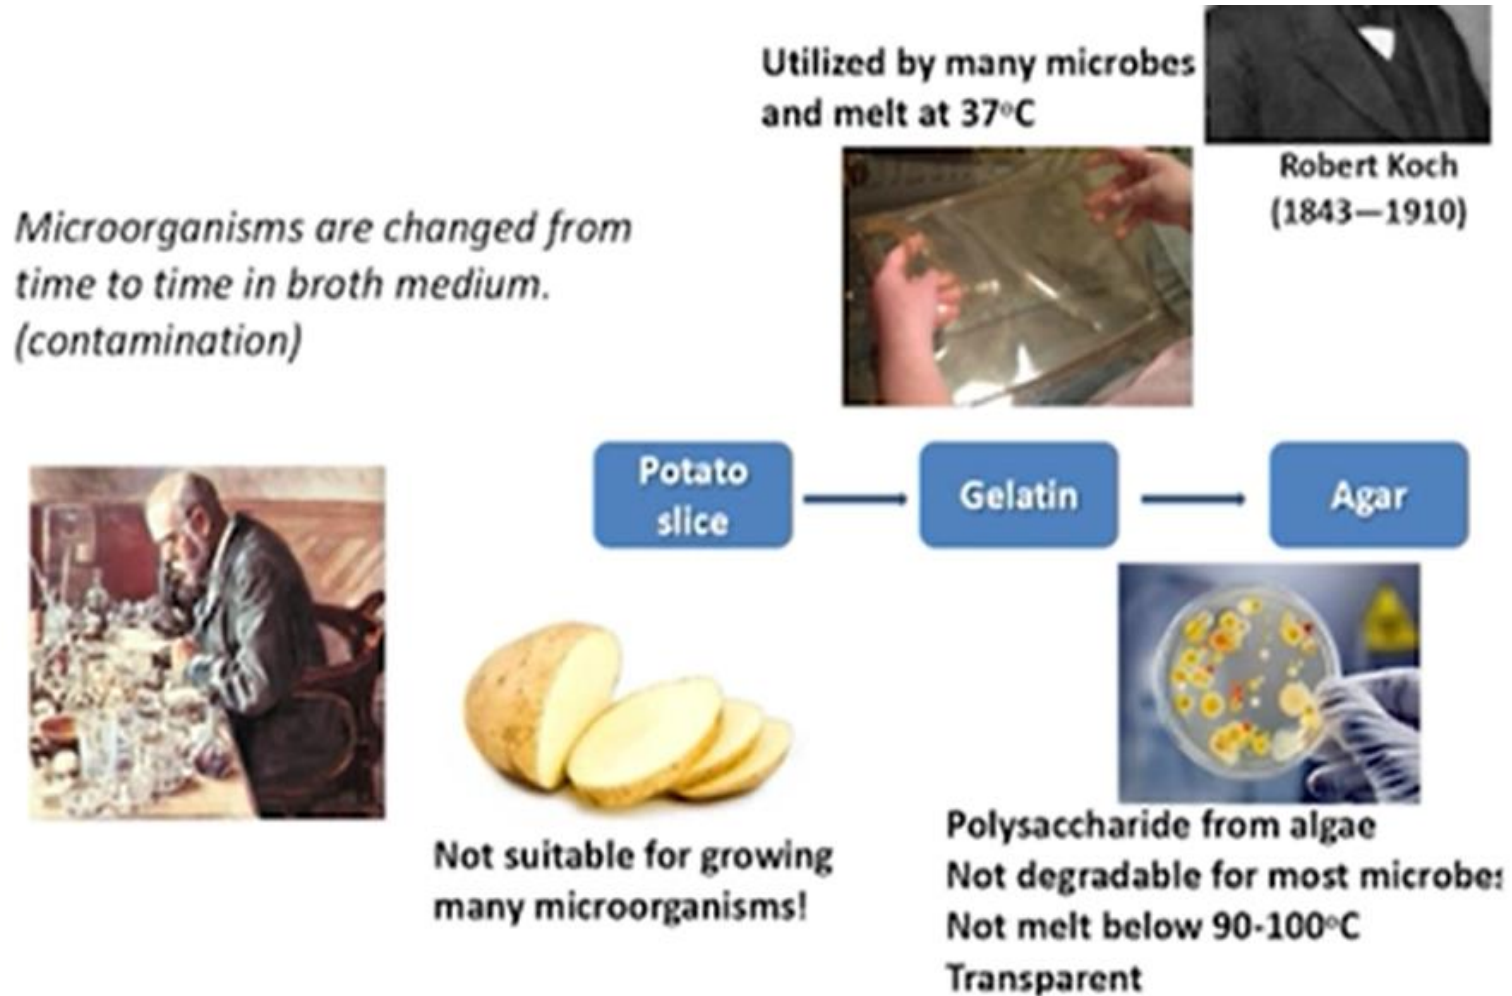 Utilized by many microbes
and melt at 37°C
Robert Koch
(1843—1910)
Microorganisms are changed from
time to time in broth medium.
(contamination)
Potato
slice
Gelatin
Agar
Not suitable for growing
many microorganisms!
Polysaccharide from algae
Not degradable for most microbes
Not melt below 90-100°C
Transparent